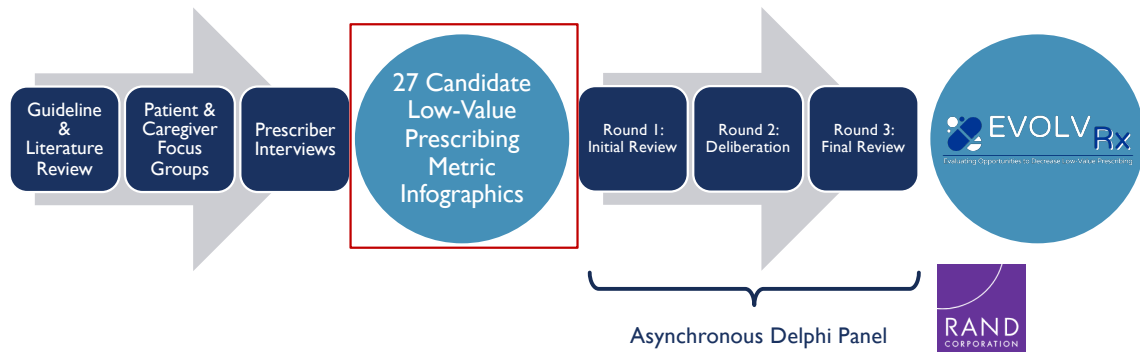 Guideline
&
Literature
Review
Patient &
Caregiver
Focus
Groups
Prescriber
Interviews
27 Candidate
Low-Value
Prescribing
Metric
Infographics
Round 1:
Initial Review
Round 2:
Deliberation
Round 3:
Final Review
EVOLV Rx
Evaluating Opportunities to Decrease Low-Value Prescribing
Asynchronous Delphi Panel
RAND
CORPORATION